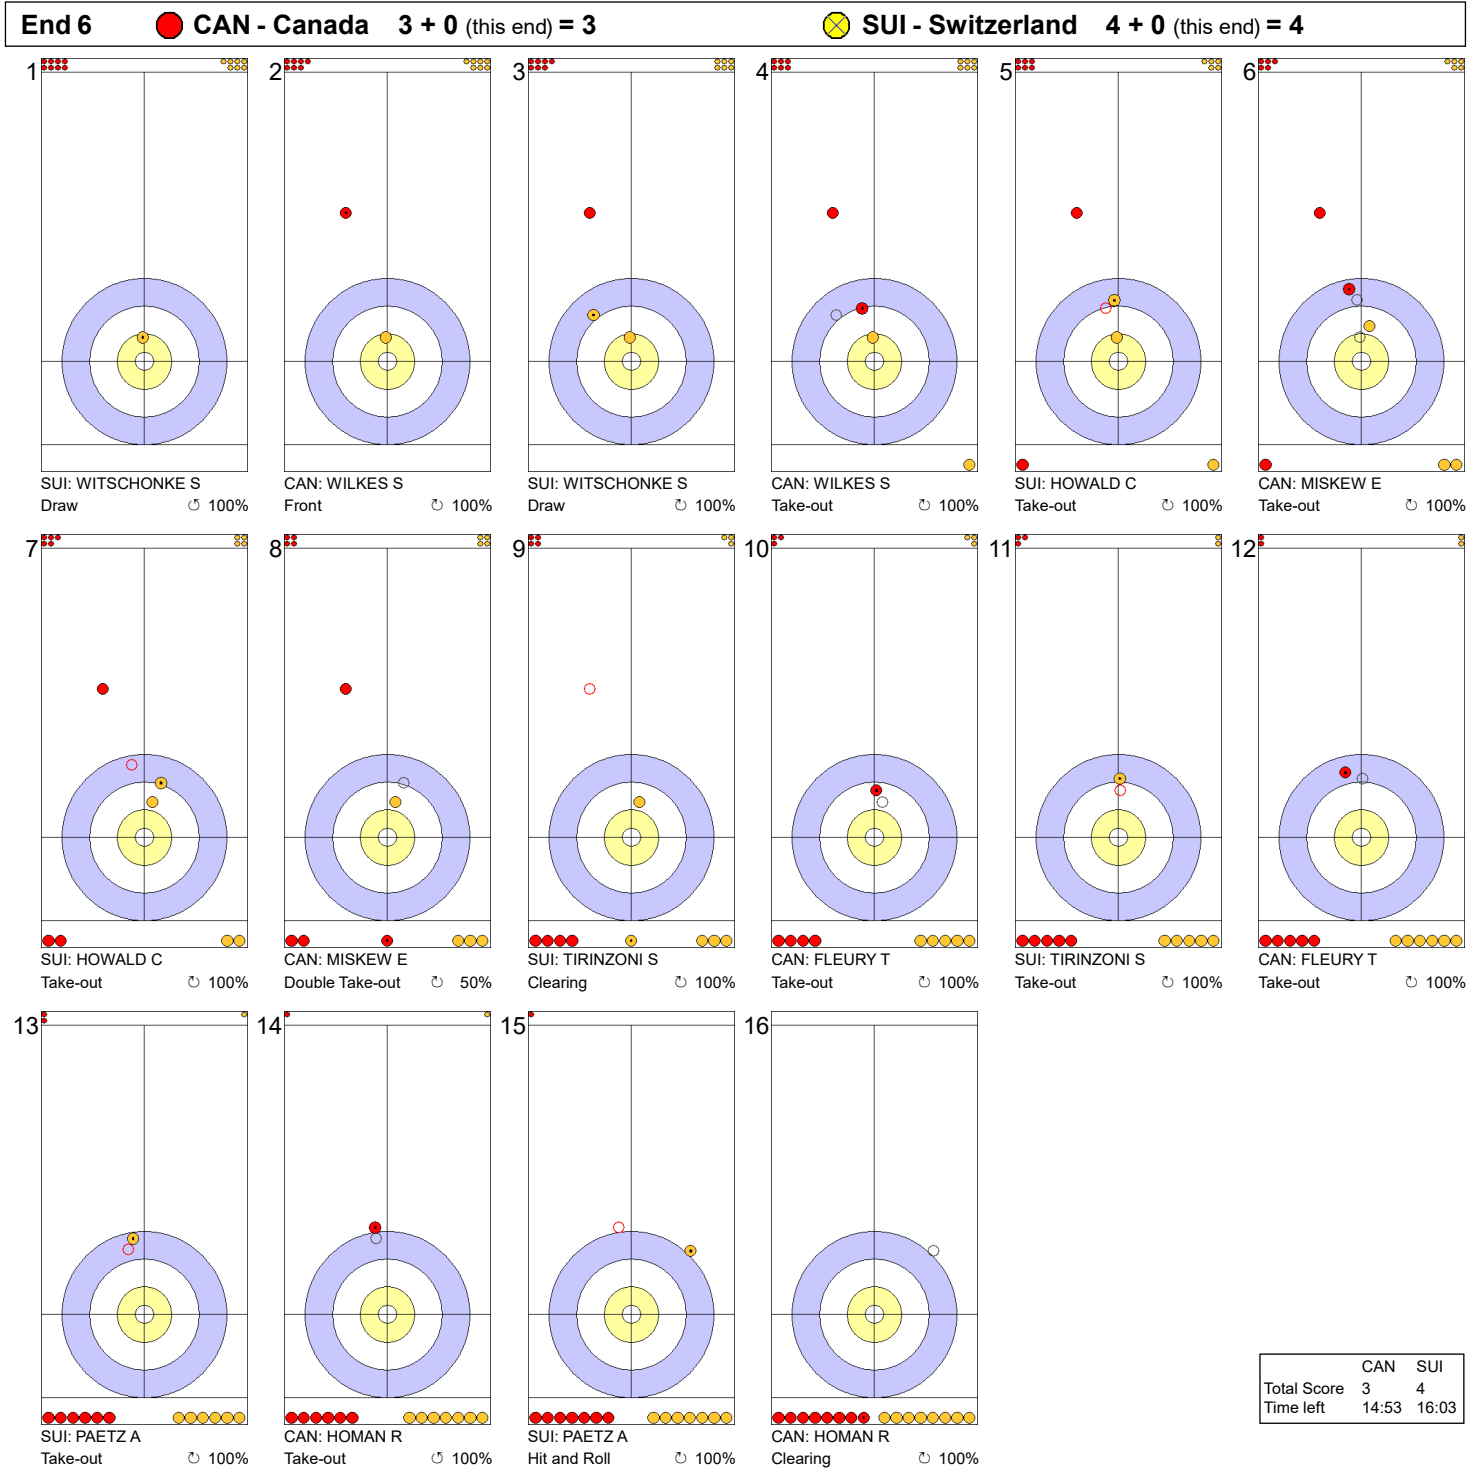 End 6 CAN - Canada 3 + 0 (this end) = 3 SUI - Switzerland 4 + 0 (this end) = 4
1 2 3 4 5 6
SUI: WITSCHONKE S CAN: WILKES S SUI: WITSCHONKE S CAN: WILKES S SUI: HOWALD C CAN: MISKEW E
Draw 100% Front 100% Draw 100% Take-out 100% Take-out 100% Take-out 100%
7 8 9 10 11 12
SUI: HOWALD C CAN: MISKEW E SUI: TIRINZONI S CAN: FLEURY T SUI: TIRINZONI S CAN: FLEURY T
Take-out 100% Double Take-out 50% Clearing 100% Take-out 100% Take-out 100% Take-out 100%
13 14 15 16
SUI: PAETZ A CAN: HOMAN R SUI: PAETZ A CAN: HOMAN R
Take-out 100% Take-out 100% Hit and Roll 100% Clearing 100%
CAN SUI
Total Score 3 4
Time left 14:53 16:03